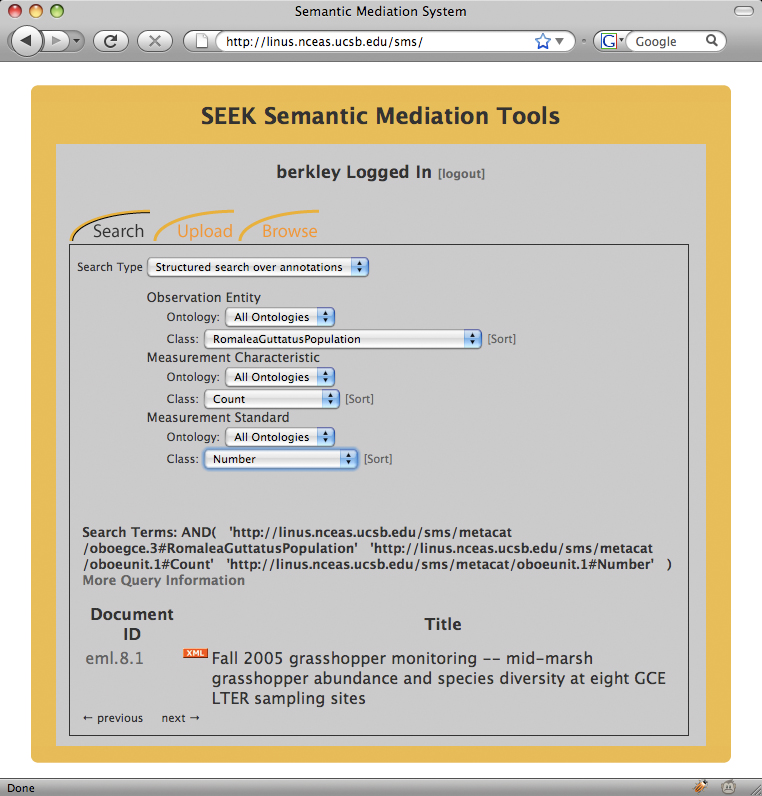 Semantic Mediation System
http://linus.nceas.ucsb.edu/sms/
G
Google
SEEK Semantic Mediation Tools
berkley Logged In [logout]
Search Upload Browse
Search Type Structured search over annotations
Observation Entity
Ontology: All Ontologies
Class: RomaleaGuttatusPopulation [Sort]
Measurement Characteristic
Ontology: All Ontologies
Class: Count [Sort]
Measurement Standard
Ontology: All Ontologies
Class: Number [Sort]
Search Terms: AND( 'http://linus.nceas.ucsb.edu/sms/metacat
/oboegce.3#RomaleaGuttatusPopulation' 'http://linus.nceas.ucsb.edu/sms/metacat
/oboeunit.1#Count' 'http://linus.nceas.ucsb.edu/sms/metacat/oboeunit.1#Number' )
More Query Information
Document
ID
Title
eml.8.1 XML Fall 2005 grasshopper monitoring -- mid-marsh
grasshopper abundance and species diversity at eight GCE
LTER sampling sites
← previous next →
Done